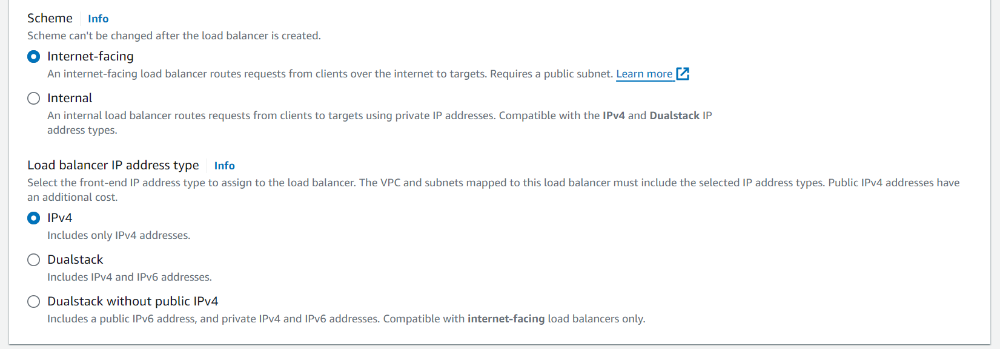 Scheme Info
Scheme can't be changed after the load balancer is created.
Internet-facing
An internet-facing load balancer routes requests from clients over the internet to targets. Requires a public subnet. Learn more
Internal
An internal load balancer routes requests from clients to targets using private IP addresses. Compatible with the IPv4 and Dualstack IP
address types.
Load balancer IP address type Info
Select the front-end IP address type to assign to the load balancer. The VPC and subnets mapped to this load balancer must include the selected IP address types. Public IPv4 addresses have
an additional cost.
IPv4
Includes only IPv4 addresses.
Dualstack
Includes IPv4 and IPv6 addresses.
Dualstack without public IPv4
Includes a public IPv6 address, and private IPv4 and IPv6 addresses. Compatible with internet-facing load balancers only.